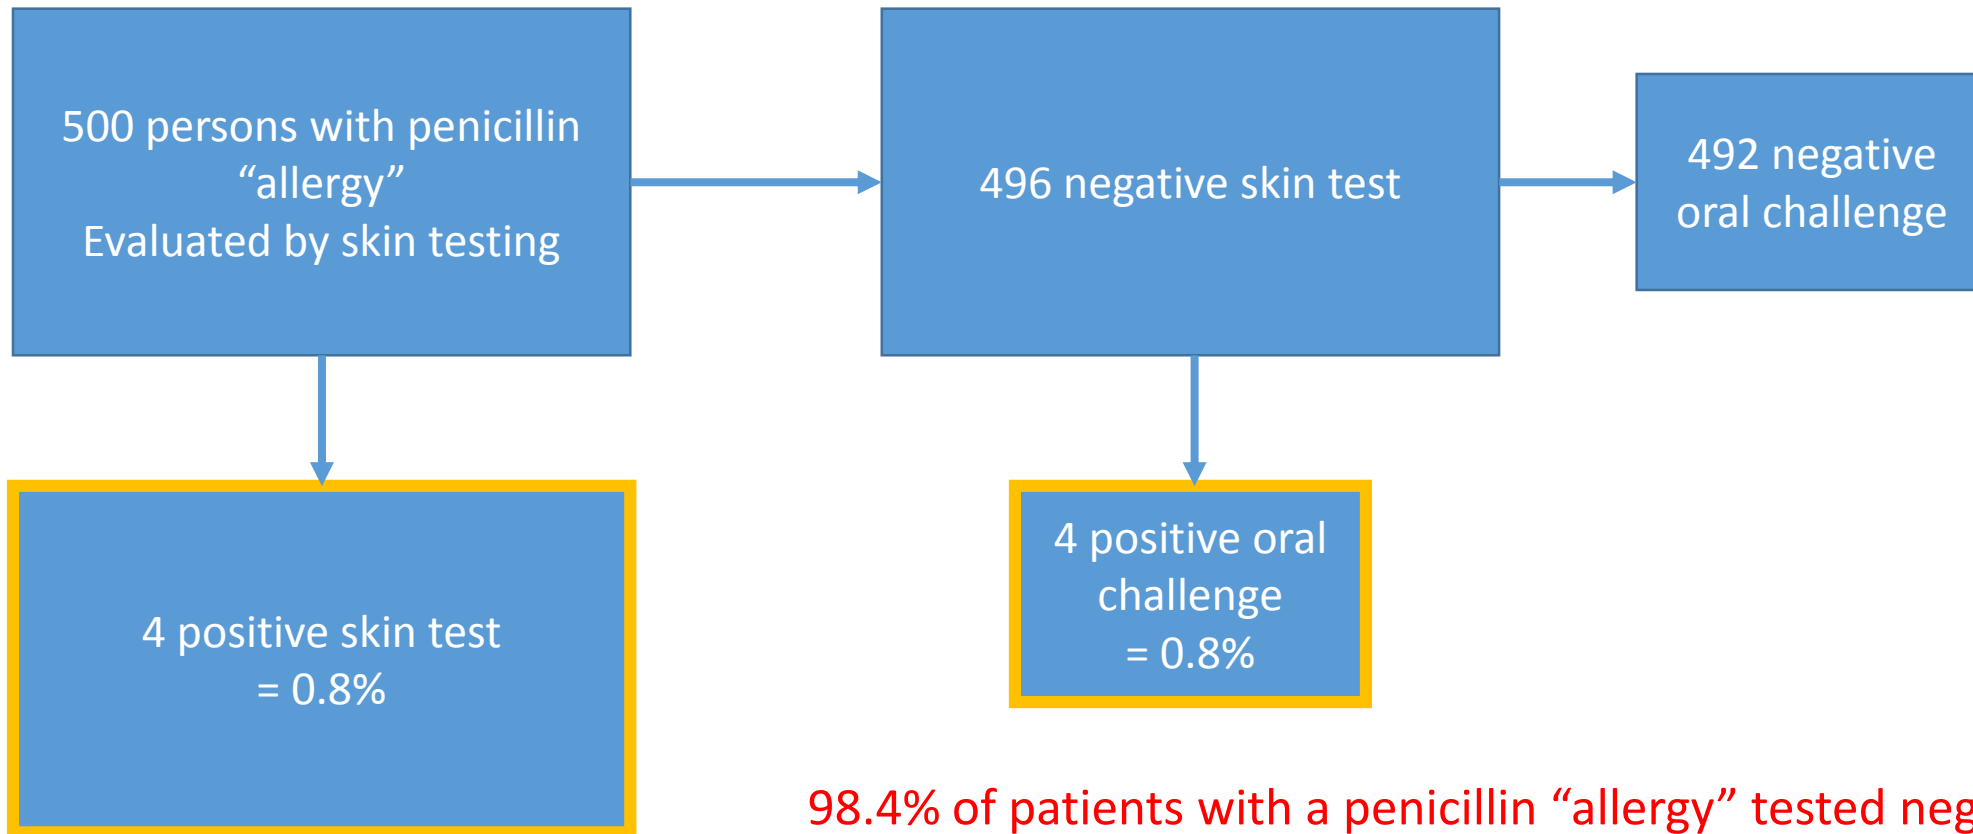 500 persons with penicillin
“allergy”
Evaluated by skin testing
496 negative skin test
492 negative
oral challenge
4 positive skin test
= 0.8%
4 positive oral
challenge
= 0.8%
98.4% of patients with a penicillin “allergy” tested neg